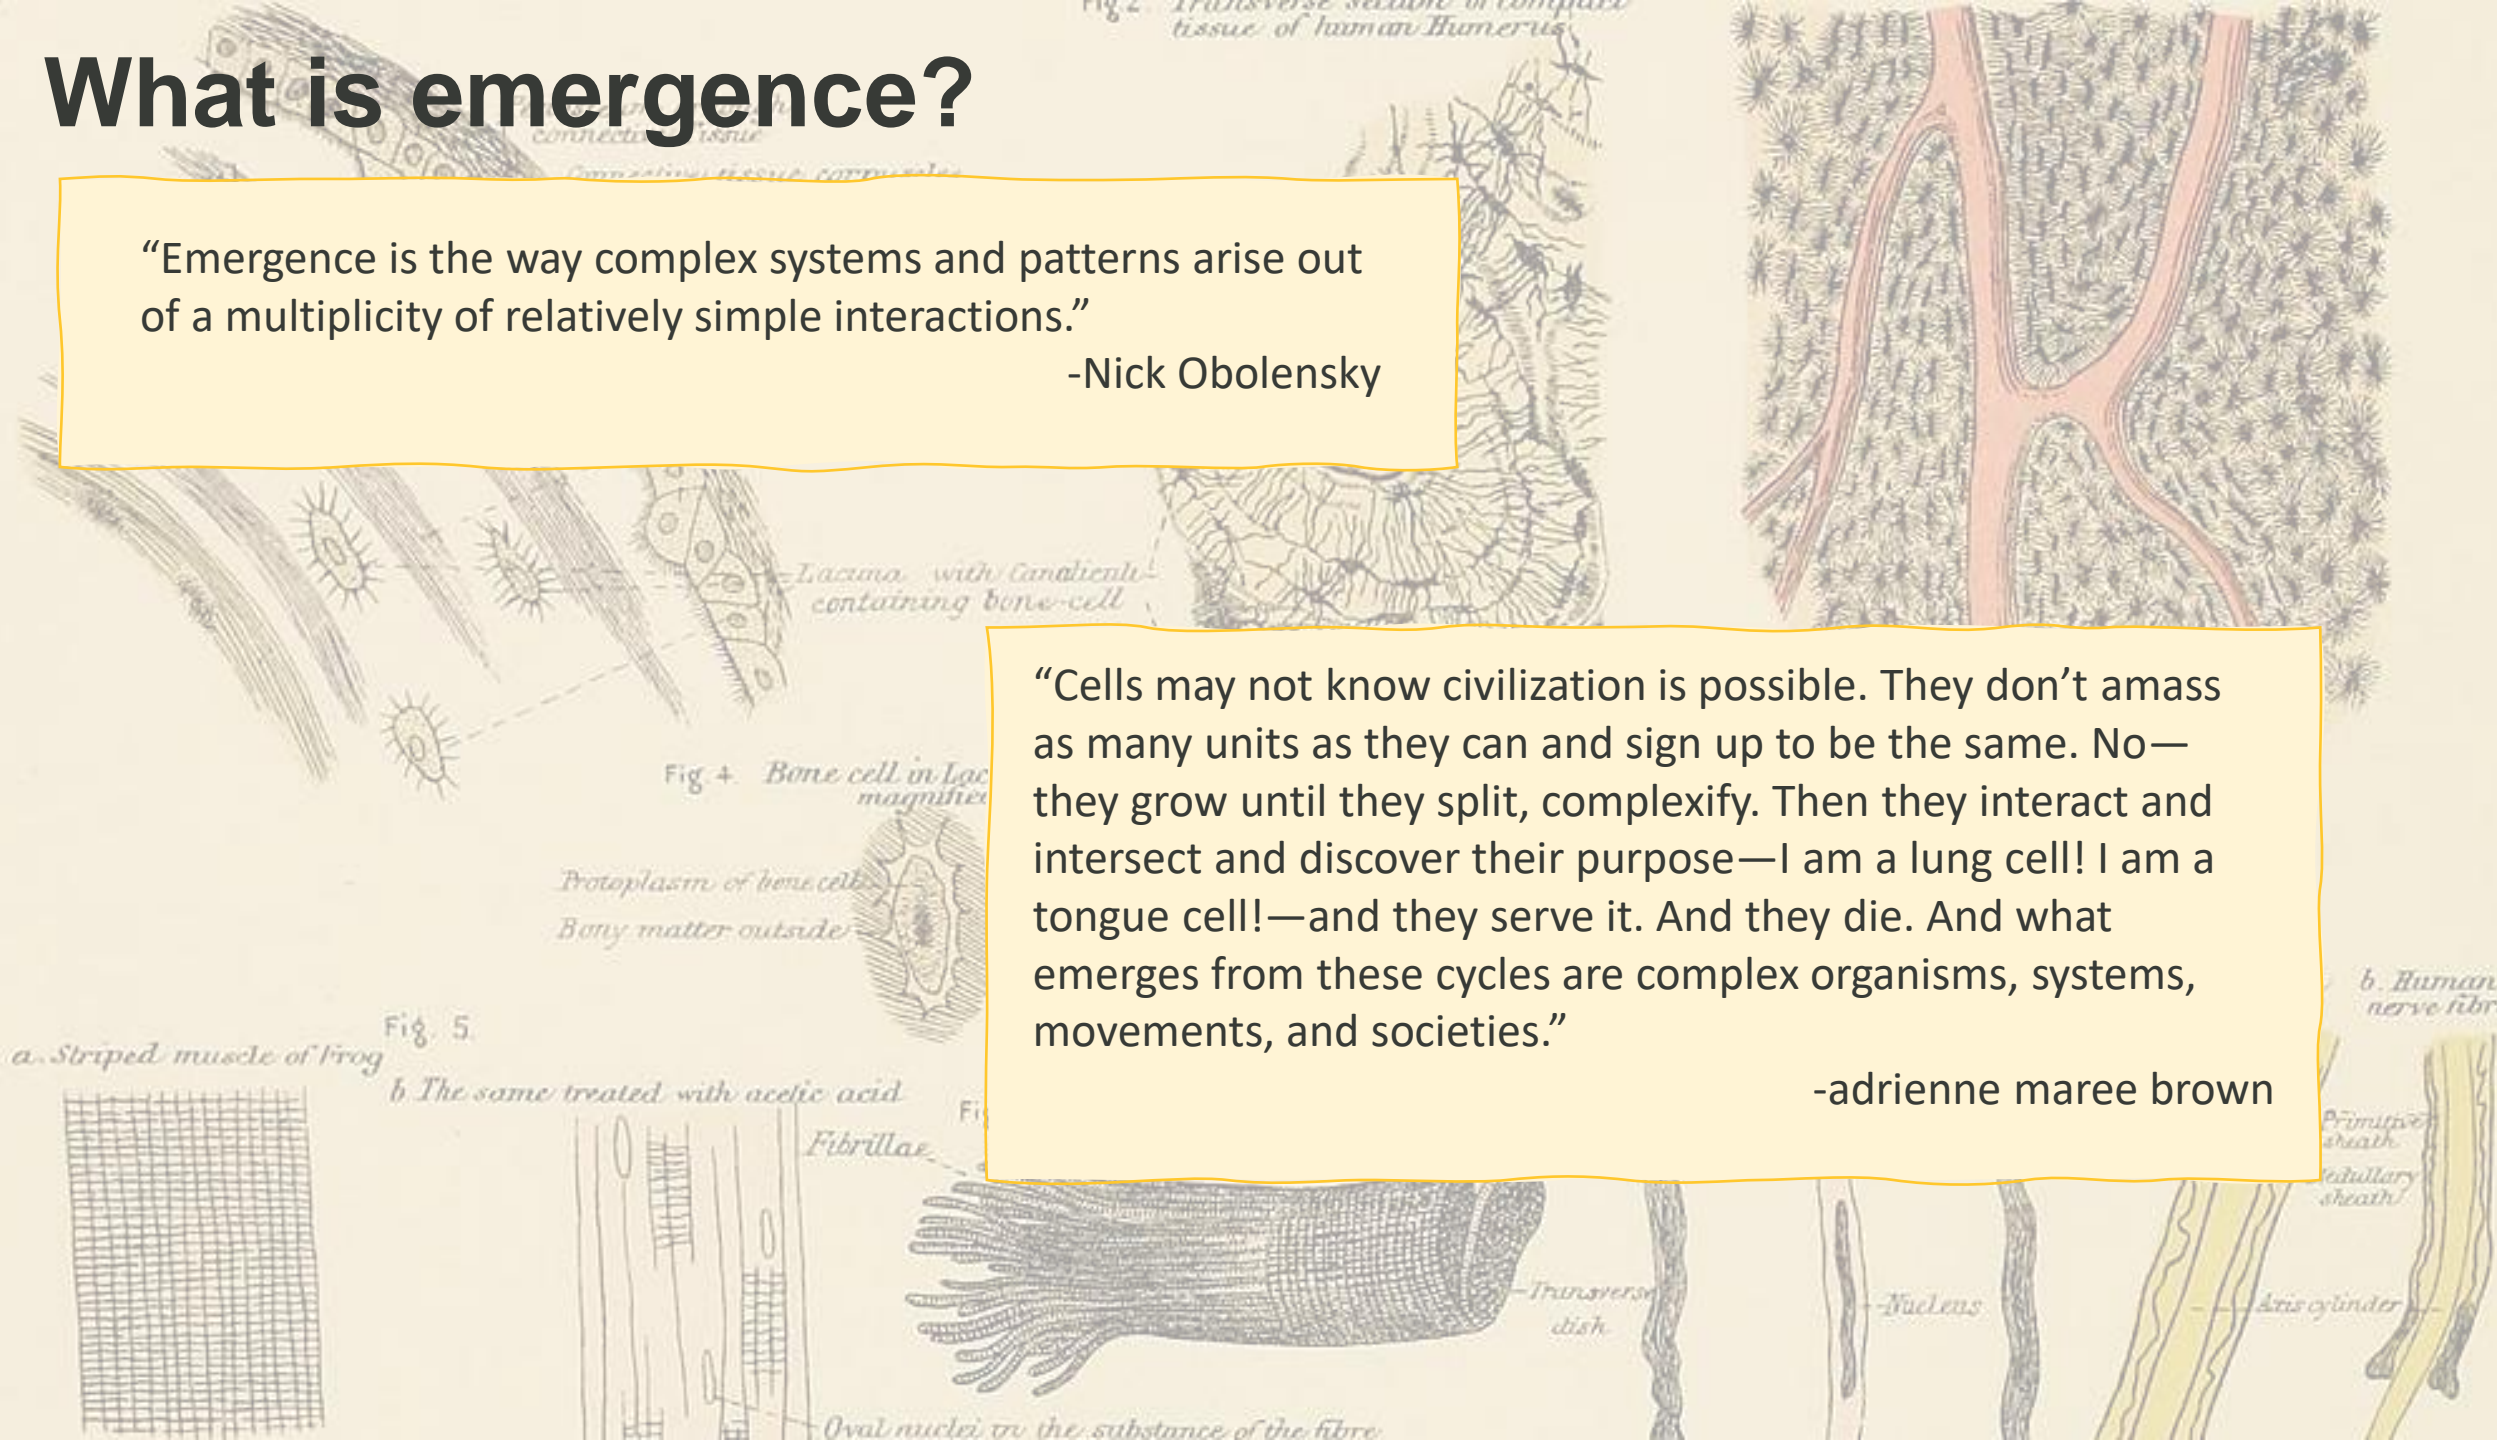 What is emergence?
tissue of human Humerus
“Emergence is the way complex systems and patterns arise out
of a multiplicity of relatively simple interactions.”
-Nick Obolensky
Lacuna with Canaliculi
containing bone-cell
“Cells may not know civilization is possible. They don’t amass
as many units as they can and sign up to be the same. No—
they grow until they split, complexify. Then they interact and
intersect and discover their purpose—I am a lung cell! I am a
tongue cell!—and they serve it. And they die. And what
emerges from these cycles are complex organisms, systems,
movements, and societies.”
-adrienne maree brown
Fig. 4. Bone cell in
Protoplasm of bone cell
Bony matter outside
Fig. 5.
a. Striped muscle of Frog
b. The same treated with acetic acid
Fibrillae
b. Human
nerve
Primitive
sheath
sheath
Transverse
dish
Nucleus
Axis cylinder
Oval nuclei in the substance of the fibre